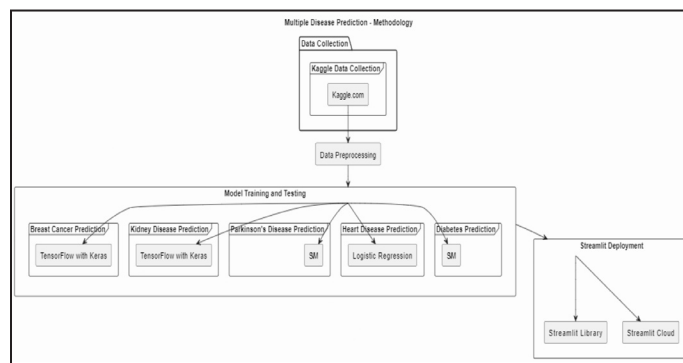 Multiple Disease Prediction - Methodology
Data Collection
Kaggle Data Collection
Kaggle.com
Data Preprocessing
Model Training and Testing
Breast Cancer Prediction
Kidney Disease Prediction
Parkinson's Disease Prediction
Heart Disease Prediction
Diabetes Prediction
TensorFlow with Keras
TensorFlow with Keras
SM
Logistic Regression
SM
Streamlit Deployment
Streamlit Library
Streamlit Cloud